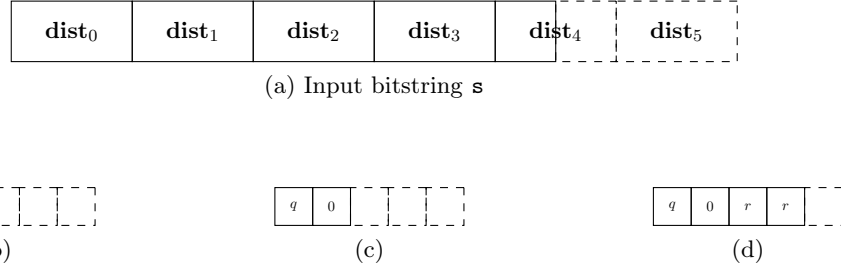 dist₀ dist₁ dist₂ dist₃ dist₄ dist₅
(a) Input bitstring s
q 0 q 0 r r
) (c) (d)